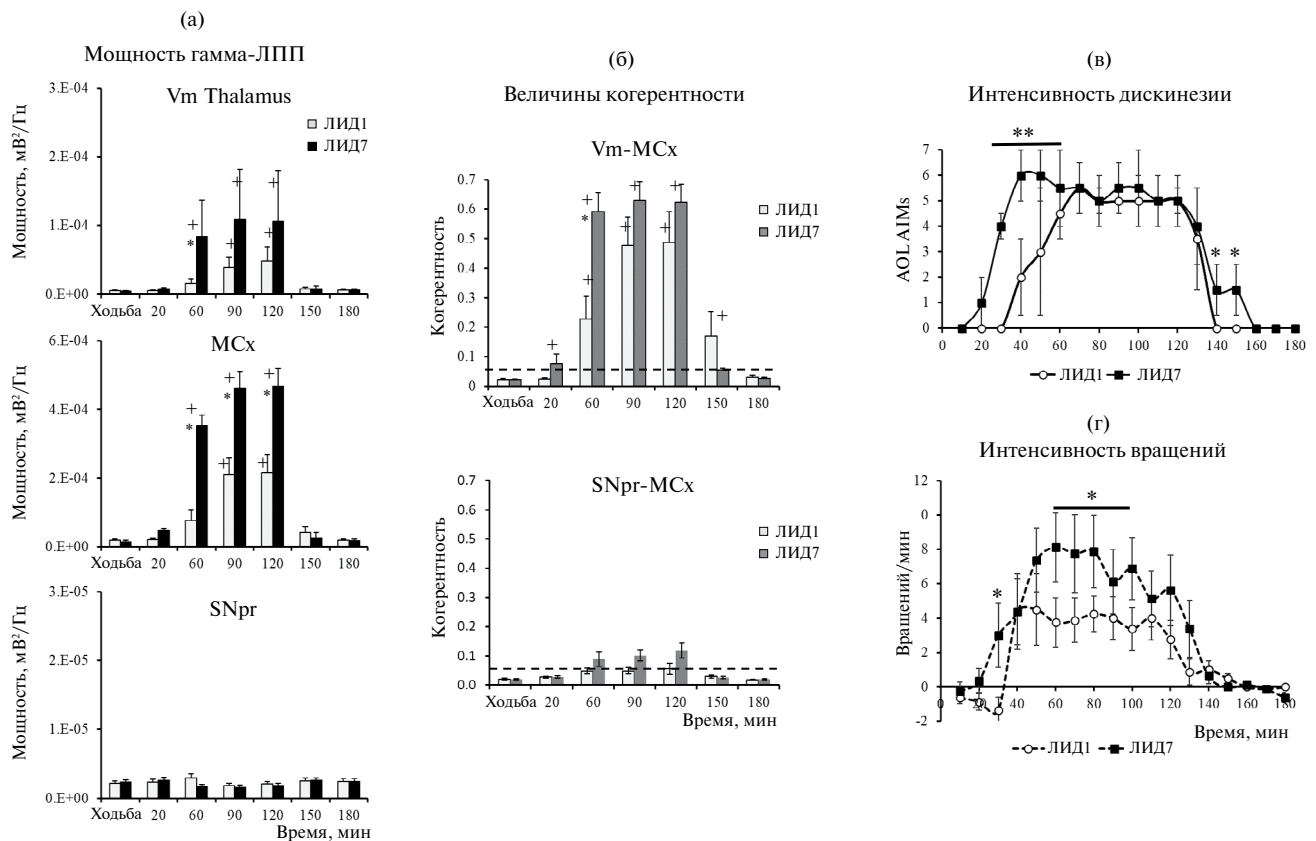 (а)
Мощность гамма-ЛПП
Vm Thalamus
3.E-04
2.E-04
1.E-04
0.E+00
Мощность, мВ²/Гц
ЛИД1
ЛИД7
+
*
+
+
+
Ходьба 20 60 90 120 150 180
MCx
6.E-04
4.E-04
2.E-04
0.E+00
Мощность, мВ²/Гц
+
*
+
*
+
*
+
+
Ходьба 20 60 90 120 150 180
SNpr
3.E-05
2.E-05
1.E-05
0.E+00
Мощность, мВ²/Гц
Ходьба 20 60 90 120 150 180
Время, мин
(б)
Величины когерентности
Vm-MCx
0.7
0.6
0.5
0.4
0.3
0.2
0.1
0
Когерентность
ЛИД1
ЛИД7
+
+
*
+
+
+
+
+
+
Ходьба 20 60 90 120 150 180
SNpr-MCx
0.7
0.6
0.5
0.4
0.3
0.2
0.1
0.0
Когерентность
ЛИД1
ЛИД7
Ходьба 20 60 90 120 150 180
Время, мин
(в)
Интенсивность дискинезии
**
7
6
5
4
3
2
1
0
AOL AIMs
* *
0 20 40 60 80 100 120 140 160 180
ЛИД1 ЛИД7
(г)
Интенсивность вращений
12
10
8
6
4
2
0
-2
Вращений/мин
*
*
0 20 40 60 80 100 120 140 160 180
Время, мин
ЛИД1 ЛИД7